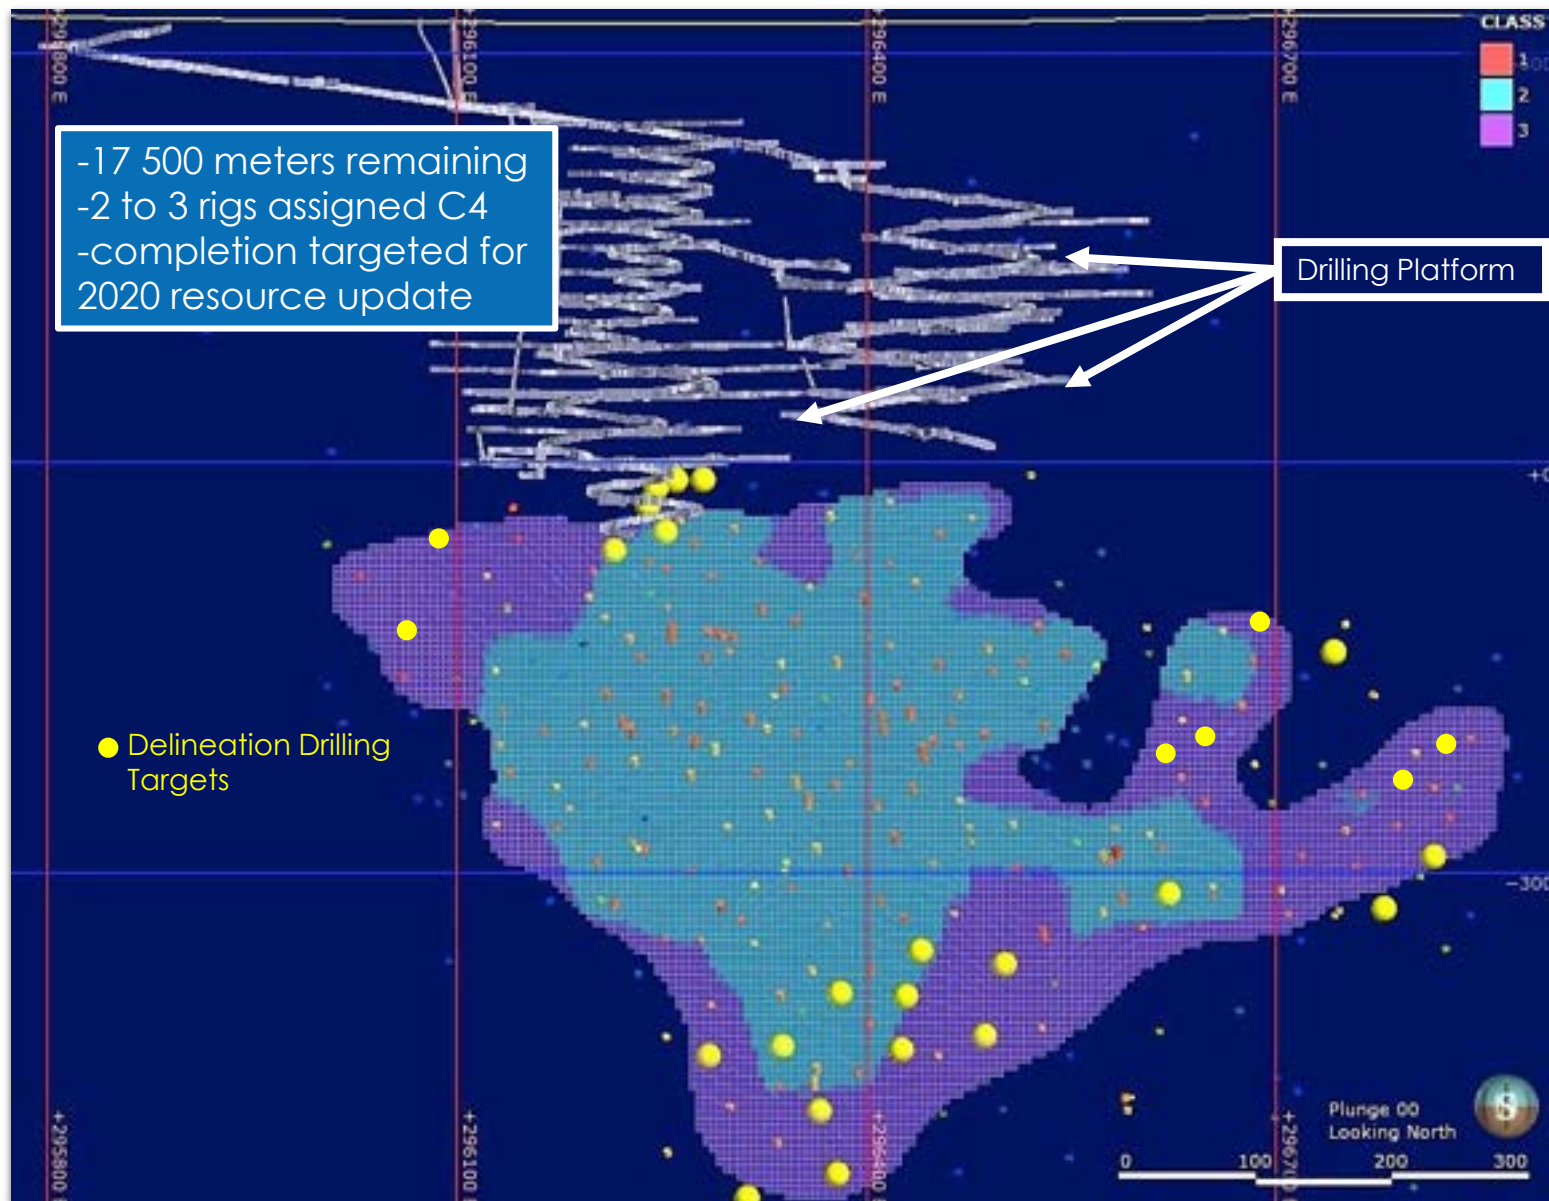 +295800 E
+296100 E
+296400 E
+296700 E
CLASS
1
2
3
-17 500 meters remaining
-2 to 3 rigs assigned C4
-completion targeted for
2020 resource update
Drilling Platform
Delineation Drilling
Targets
-300
+295800
+296100
+296400
+296700
Plunge 00
Looking North
S
0
100
200
300